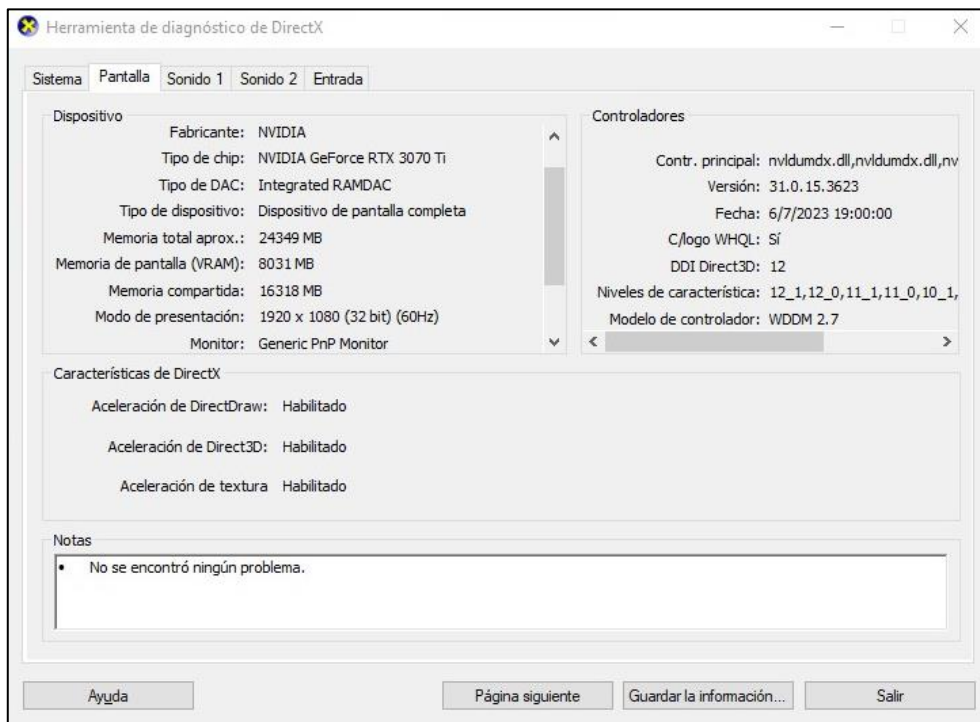 Herramienta de diagnóstico de DirectX
Sistema Pantalla Sonido 1 Sonido 2 Entrada
Dispositivo
Fabricante: NVIDIA
Tipo de chip: NVIDIA GeForce RTX 3070 Ti
Tipo de DAC: Integrated RAMDAC
Tipo de dispositivo: Dispositivo de pantalla completa
Memoria total aprox.: 24349 MB
Memoria de pantalla (VRAM): 8031 MB
Memoria compartida: 16318 MB
Modo de presentación: 1920 x 1080 (32 bit) (60Hz)
Monitor: Generic PnP Monitor
Controladores
Contr. principal: nvldumdx.dll,nvldumdx.dll,nv
Versión: 31.0.15.3623
Fecha: 6/7/2023 19:00:00
C/logo WHQL: Sí
DDI Direct3D: 12
Niveles de característica: 12_1,12_0,11_1,11_0,10_1,
Modelo de controlador: WDDM 2.7
Características de DirectX
Aceleración de DirectDraw: Habilitado
Aceleración de Direct3D: Habilitado
Aceleración de textura Habilitado
Notas
• No se encontró ningún problema.
Ayuda Página siguiente Guardar la información... Salir